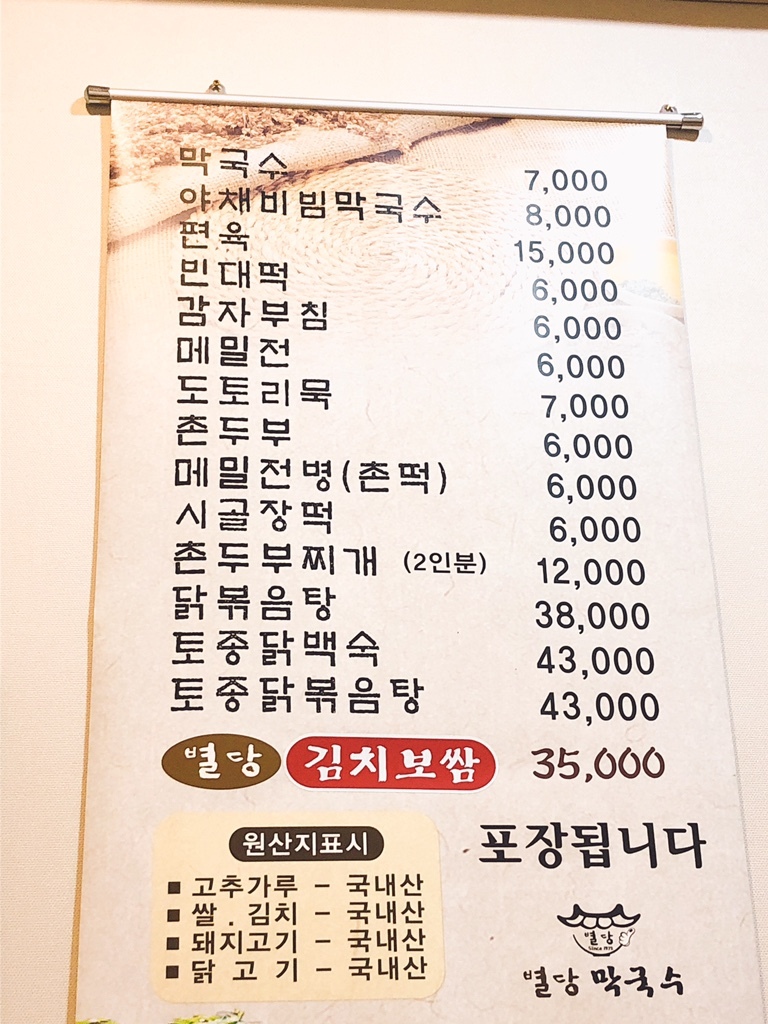 막국수 7,000
야채비빔막국수 8,000
편육 15,000
빈대떡 6,000
감자부침 6,000
메밀전 6,000
도토리묵 7,000
촌두부 6,000
메밀전병(촌떡) 6,000
시골장떡 6,000
촌두부찌개 (2인분) 12,000
닭볶음탕 38,000
토종닭백숙 43,000
토종닭볶음탕 43,000
별당 김치보쌈 35,000
원산지표시
■ 고추가루 - 국내산
■ 쌀 . 김치 - 국내산
■ 돼지고기 - 국내산
■ 닭 고 기 - 국내산
포장됩니다
별당
별당 막국수